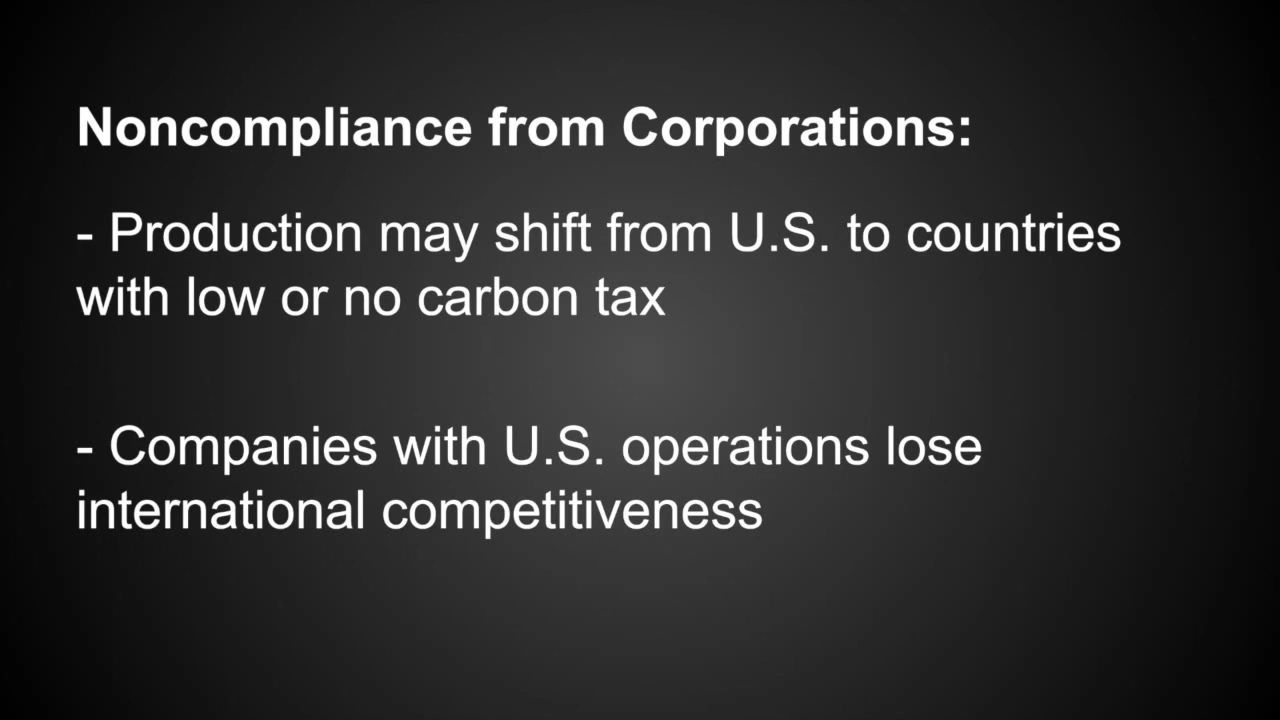 Noncompliance from Corporations:
- Production may shift from U.S. to countries
with low or no carbon tax
- Companies with U.S. operations lose
international competitiveness